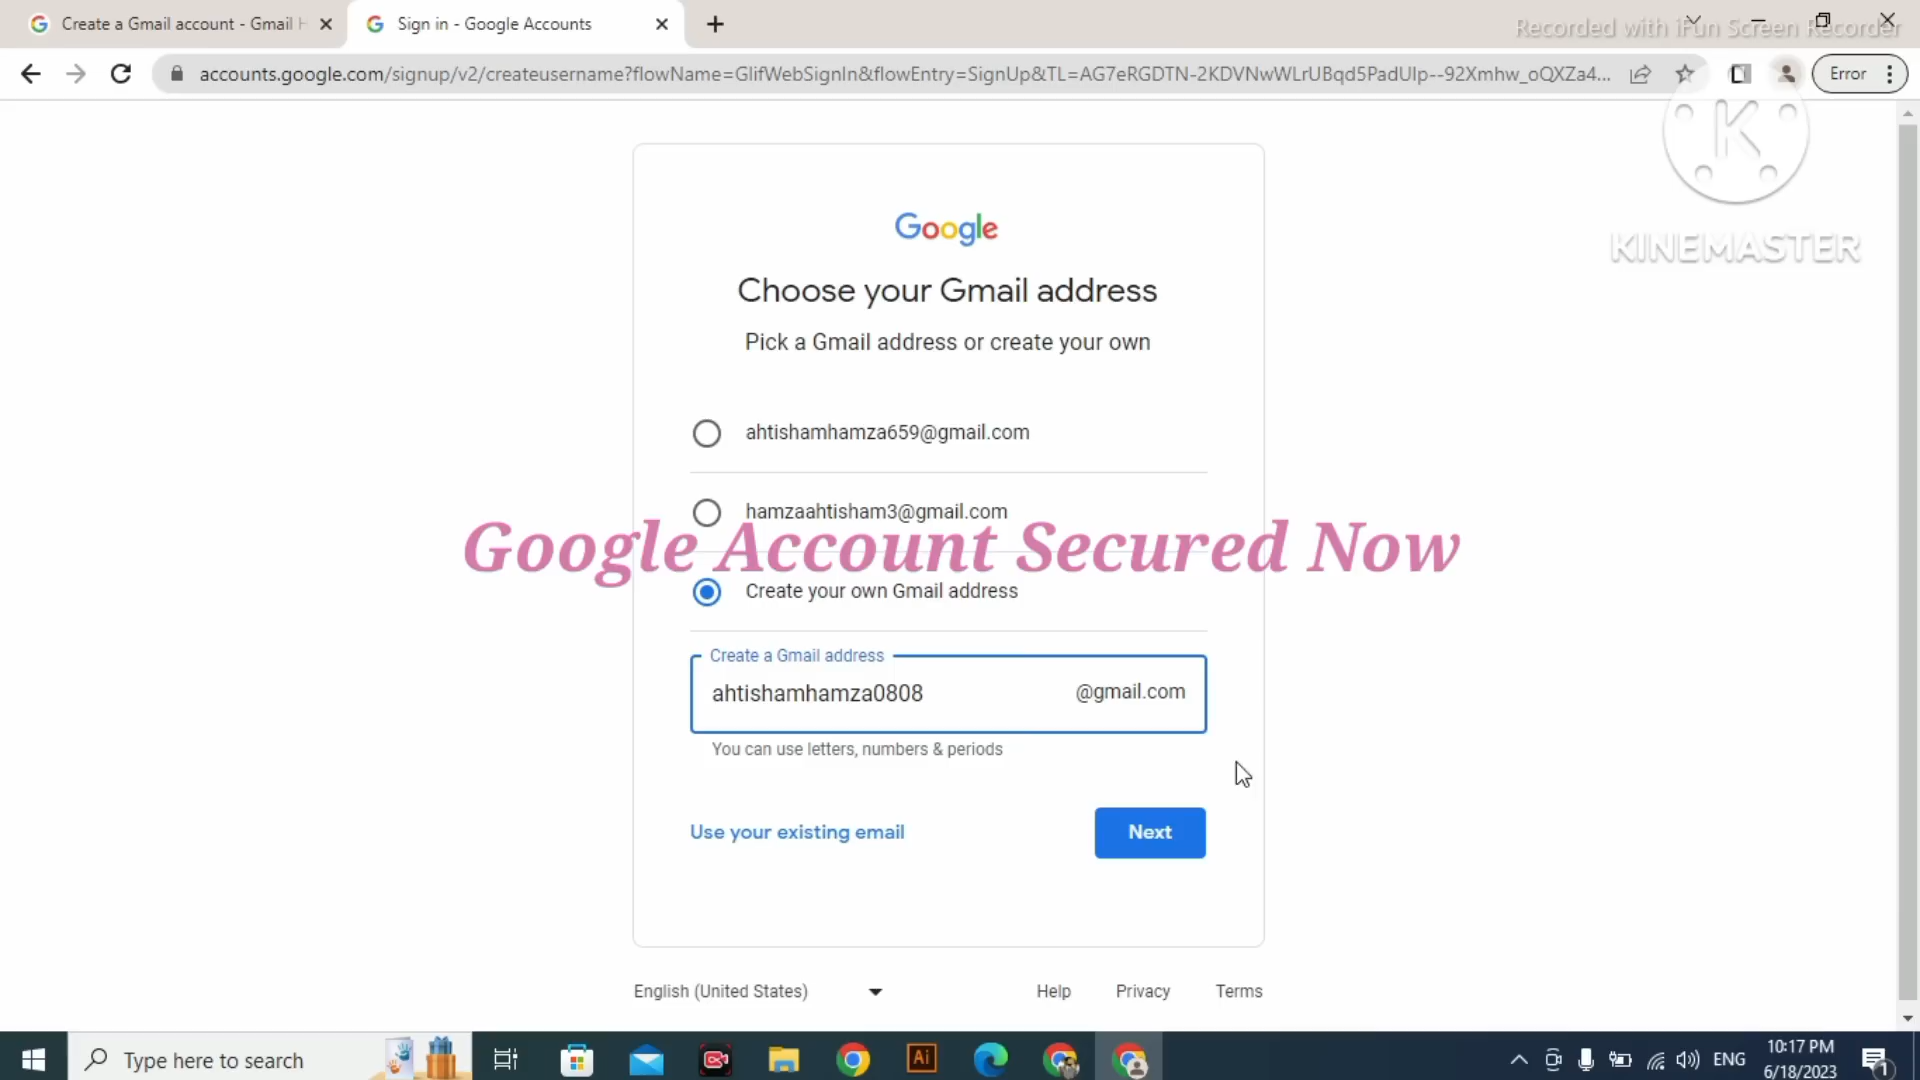 Create a Gmail account - Gmail H
Sign in - Google Accounts
Recorded with iFun Screen Recorder
accounts.google.com/signup/v2/createusername?flowName=GlifWebSignIn&flowEntry=SignUp&TL=AG7eRGDTN-2KDVNwWLrUBqd5PadUIp--92Xmhw_oQXZa4...
Error
K
KINEMASTER
Google
Choose your Gmail address
Pick a Gmail address or create your own
ahtishamhamza659@gmail.com
hamzaahtisham3@gmail.com
Google Account Secured Now
Create your own Gmail address
Create a Gmail address
ahtishamhamza0808
@gmail.com
You can use letters, numbers & periods
Use your existing email
Next
English (United States)
Help
Privacy
Terms
Type here to search
Ai
ENG
10:17 PM
6/18/2023
1